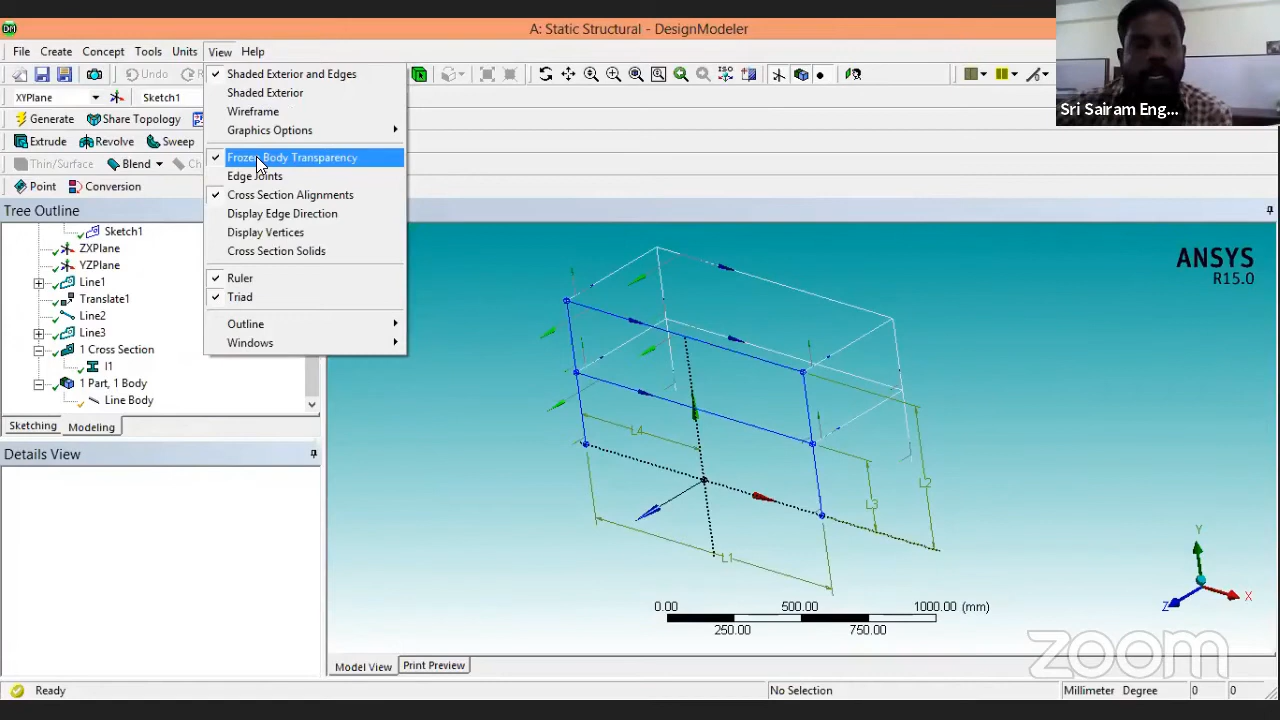 A: Static Structural - DesignModeler
File Create Concept Tools Units View Help
Undo
XYPlane Sketch1
Generate Share Topology
Extrude Revolve Sweep
Thin/Surface Blend
Point Conversion
Shaded Exterior and Edges
Shaded Exterior
Wireframe
Graphics Options
Frozen Body Transparency
Edge Joints
Cross Section Alignments
Display Edge Direction
Display Vertices
Cross Section Solids
Ruler
Triad
Outline
Windows
Tree Outline
Sketch1
ZXPlane
YZPlane
Line1
Translate1
Line2
Line3
1 Cross Section
I1
1 Part, 1 Body
Line Body
Sketching Modeling
Details View
Sri Sairam Eng...
ANSYS
R15.0
L4
L2
L3
L1
0.00 500.00 1000.00 (mm)
250.00 750.00
Y
X
Z
Model View Print Preview
zoom
Ready No Selection Millimeter Degree 0 0